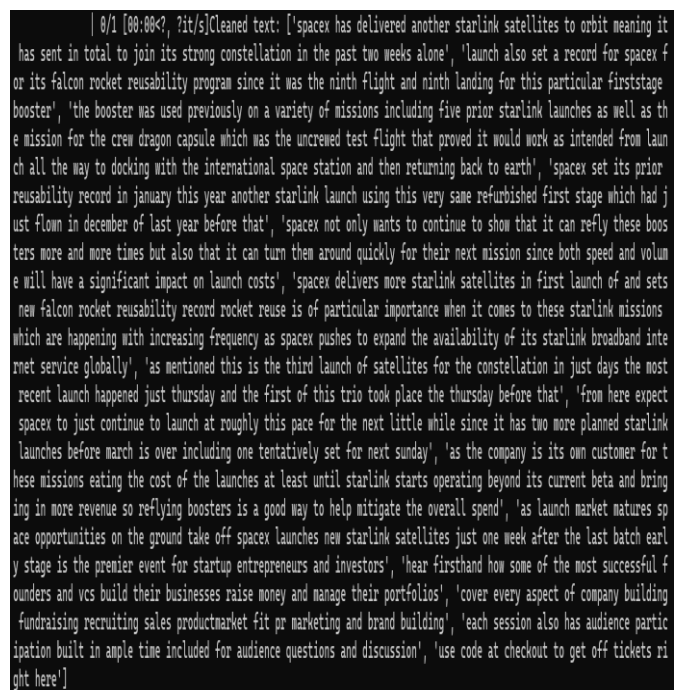 | 0/1 [00:00<?, ?it/s]Cleaned text: ['spacex has delivered another starlink satellites to orbit meaning it
has sent in total to join its strong constellation in the past two weeks alone', 'launch also set a record for spacex f
or its falcon rocket reusability program since it was the ninth flight and ninth landing for this particular firststage
booster', 'the booster was used previously on a variety of missions including five prior starlink launches as well as th
e mission for the crew dragon capsule which was the uncrewed test flight that proved it would work as intended from laun
ch all the way to docking with the international space station and then returning back to earth', 'spacex set its prior
reusability record in january this year another starlink launch using this very same refurbished first stage which had j
ust flown in december of last year before that', 'spacex not only wants to continue to show that it can refly these boos
ters more and more times but also that it can turn them around quickly for their next mission since both speed and volum
e will have a significant impact on launch costs', 'spacex delivers more starlink satellites in first launch of and sets
new falcon rocket reusability record rocket reuse is of particular importance when it comes to these starlink missions
which are happening with increasing frequency as spacex pushes to expand the availability of its starlink broadband inte
rnet service globally', 'as mentioned this is the third launch of satellites for the constellation in just days the most
recent launch happened just thursday and the first of this trio took place the thursday before that', 'from here expect
spacex to just continue to launch at roughly this pace for the next little while since it has two more planned starlink
launches before march is over including one tentatively set for next sunday', 'as the company is its own customer for t
hese missions eating the cost of the launches at least until starlink starts operating beyond its current beta and bring
ing in more revenue so reflying boosters is a good way to help mitigate the overall spend', 'as launch market matures sp
ace opportunities on the ground take off spacex launches new starlink satellites just one week after the last batch earl
y stage is the premier event for startup entrepreneurs and investors', 'hear firsthand how some of the most successful f
ounders and vcs build their businesses raise money and manage their portfolios', 'cover every aspect of company building
fundraising recruiting sales productmarket fit pr marketing and brand building', 'each session also has audience partic
ipation built in ample time included for audience questions and discussion', 'use code at checkout to get off tickets ri
ght here']